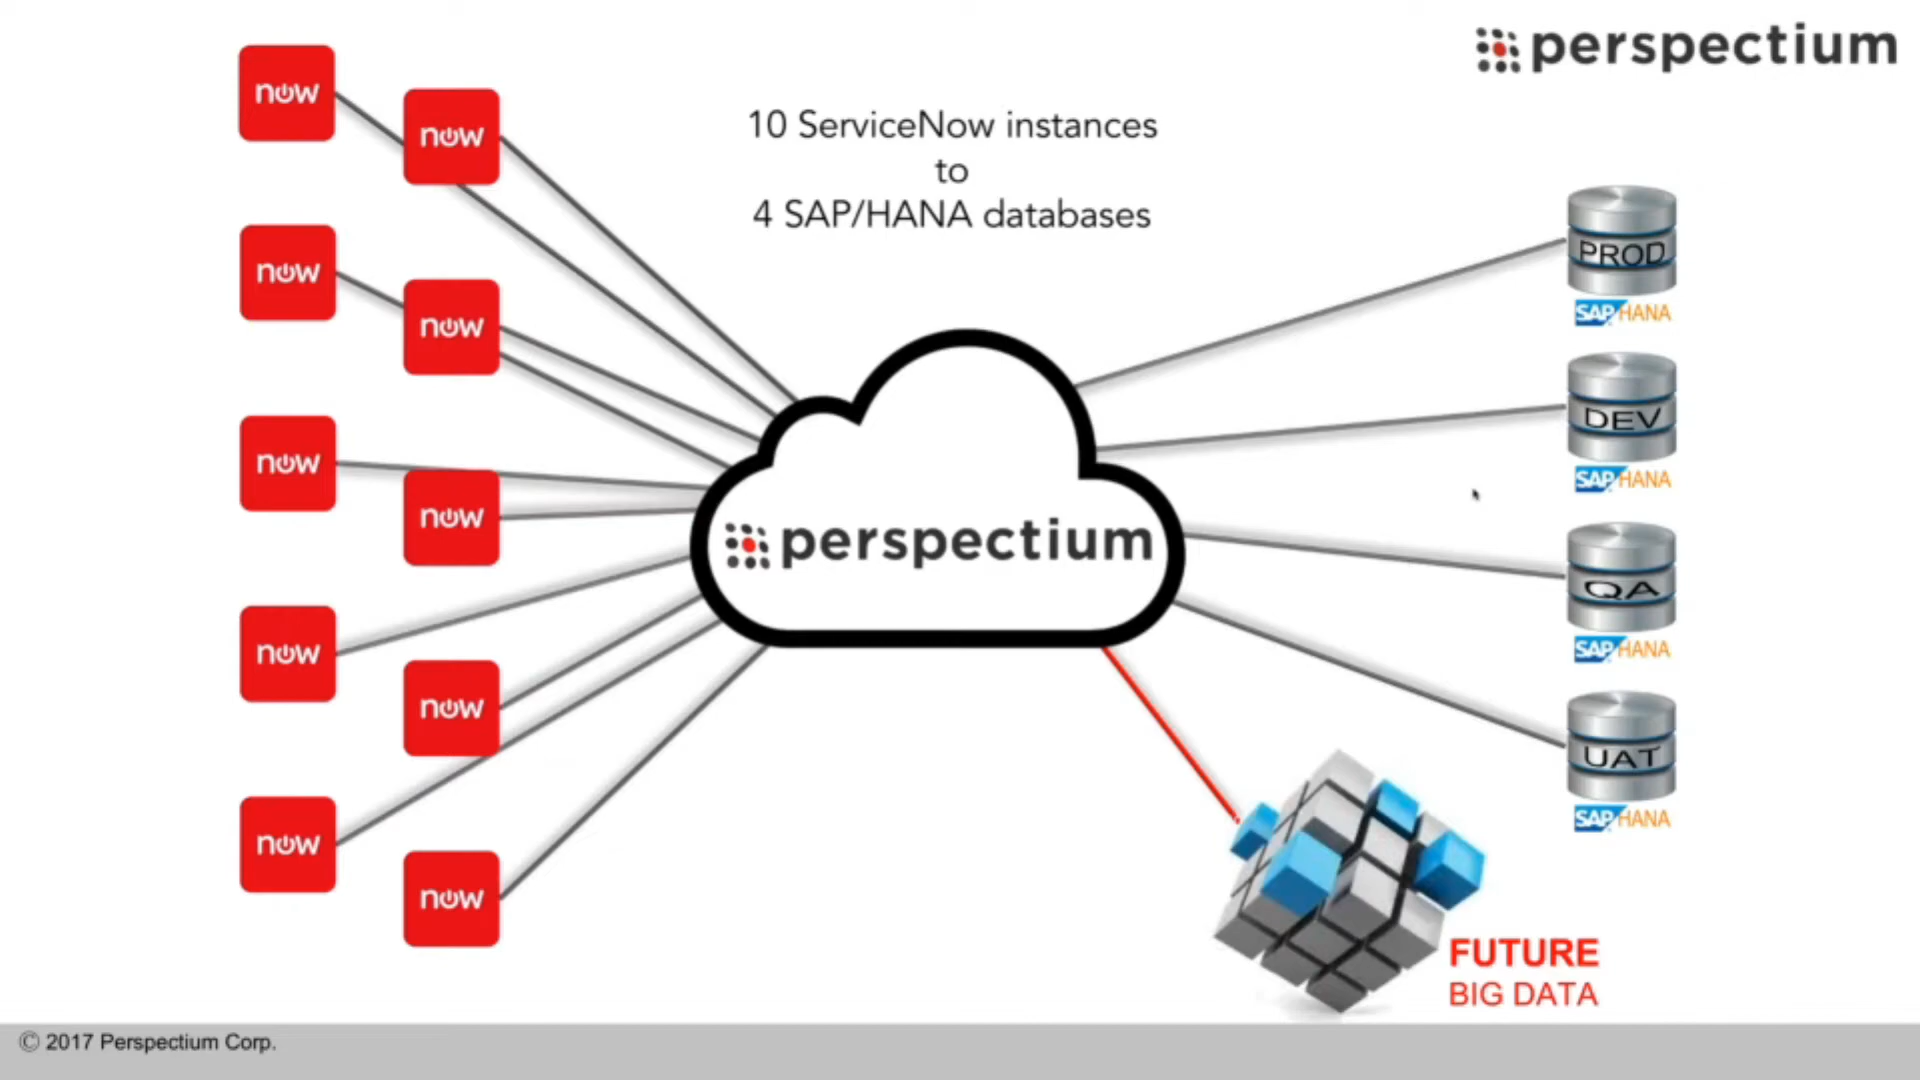 perspectium
now
now
10 ServiceNow instances
to
4 SAP/HANA databases
now
now
now
now
now
now
now
now
perspectium
PROD
SAP HANA
DEV
SAP HANA
QA
SAP HANA
UAT
SAP HANA
FUTURE
BIG DATA
© 2017 Perspectium Corp.